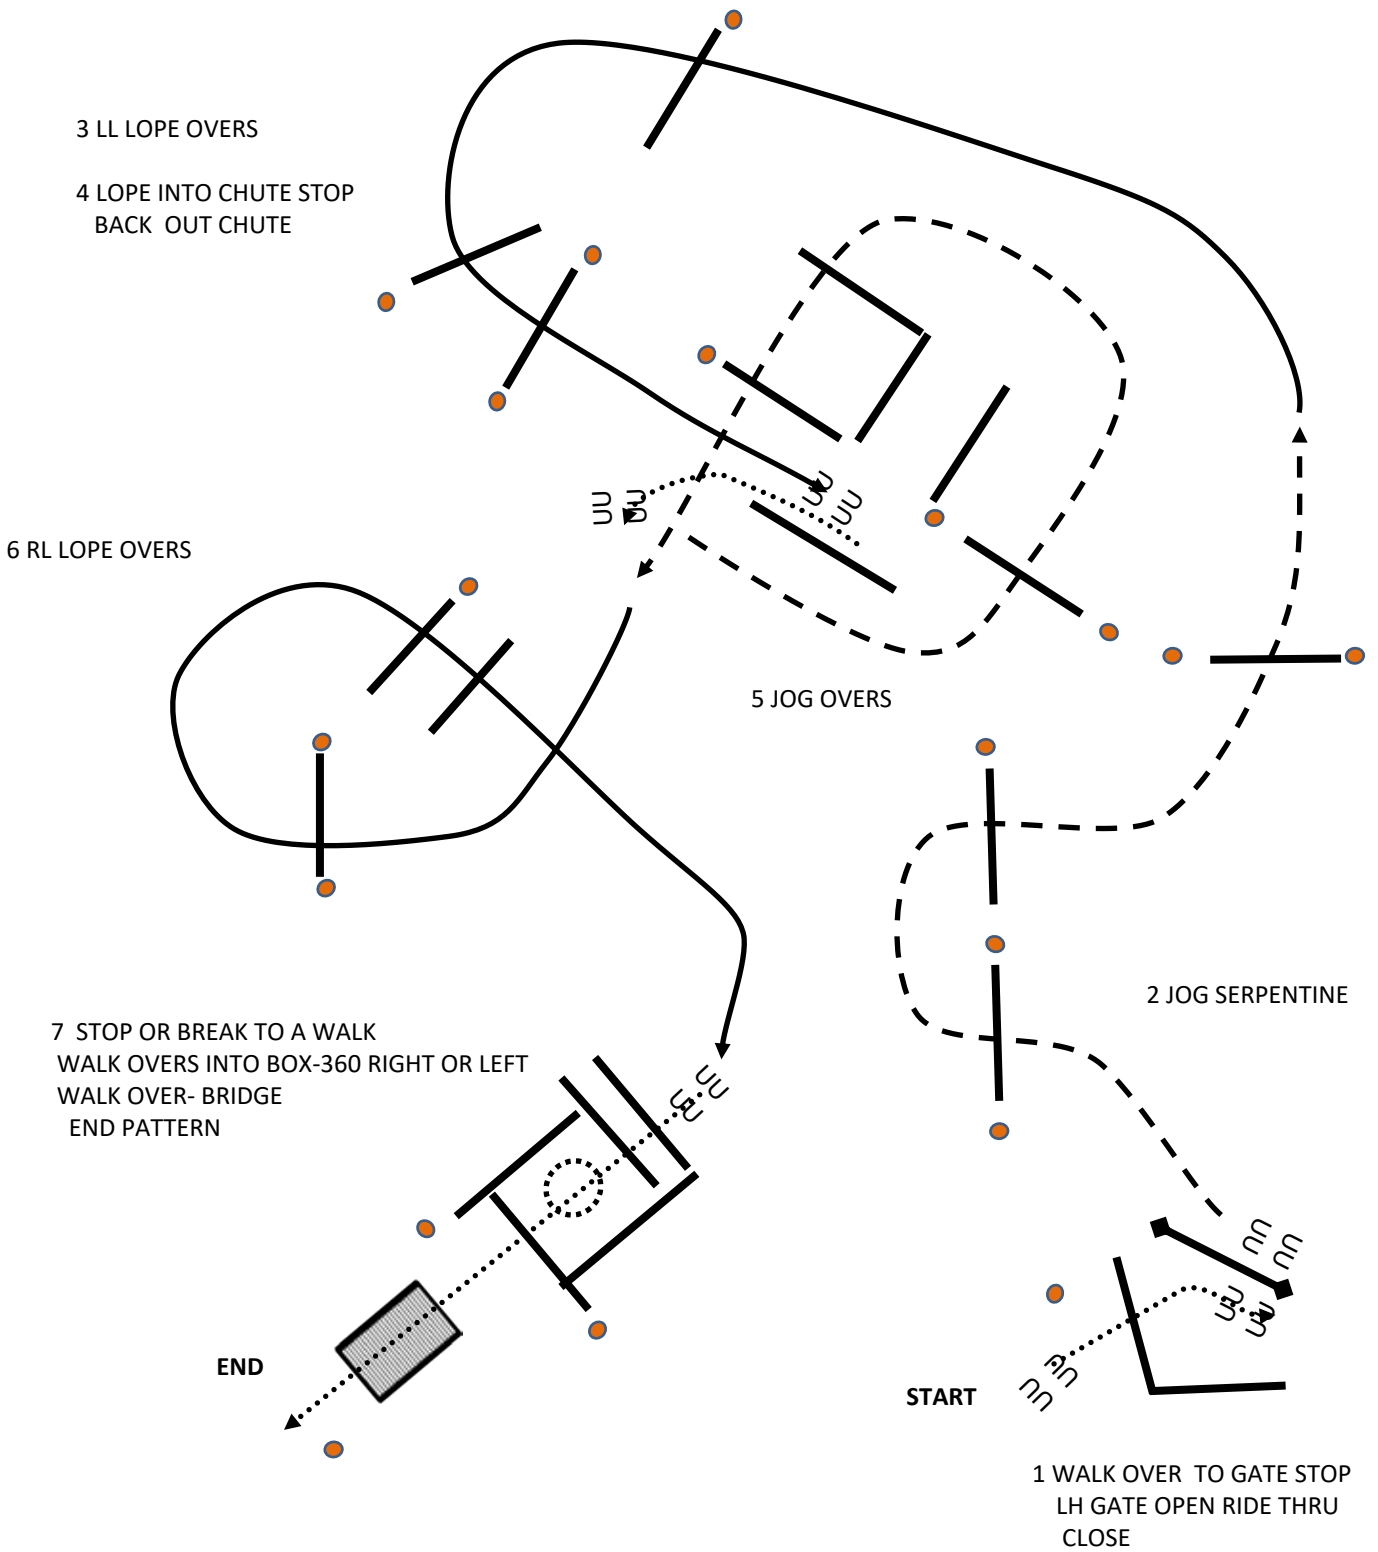 3 LL LOPE OVERS
4 LOPE INTO CHUTE STOP
BACK OUT CHUTE
6 RL LOPE OVERS
5 JOG OVERS
2 JOG SERPENTINE
7 STOP OR BREAK TO A WALK
WALK OVERS INTO BOX-360 RIGHT OR LEFT
WALK OVER- BRIDGE
END PATTERN
END
START
1 WALK OVER TO GATE STOP
LH GATE OPEN RIDE THRU
CLOSE